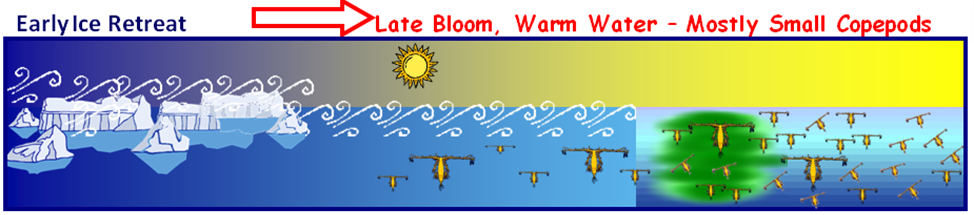 Early Ice Retreat Late Bloom, Warm Water – Mostly Small Copepods